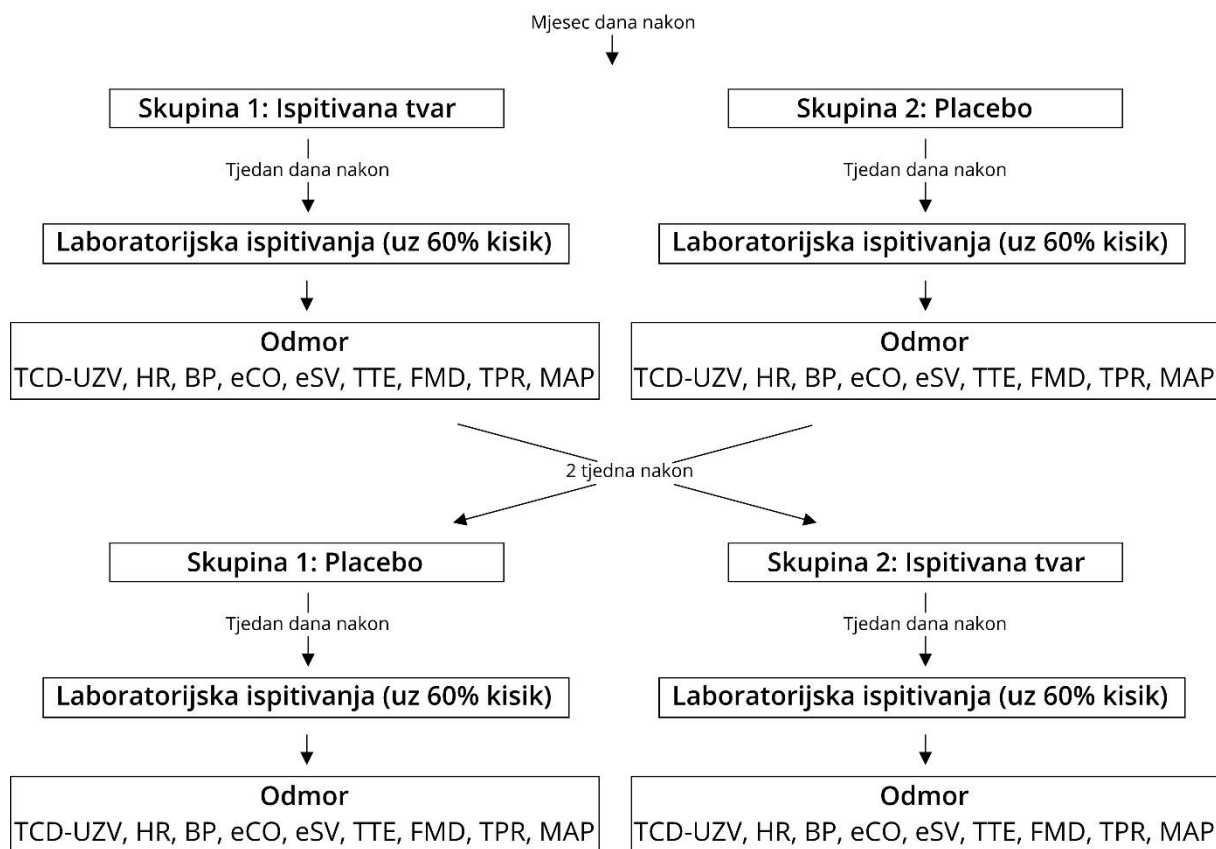 Mjesec dana nakon
Skupina 1: Ispitivana tvar
Skupina 2: Placebo
Tjedan dana nakon
Tjedan dana nakon
Laboratorijska ispitivanja (uz 60% kisik)
Laboratorijska ispitivanja (uz 60% kisik)
Odmor
TCD-UZV, HR, BP, eCO, eSV, TTE, FMD, TPR, MAP
Odmor
TCD-UZV, HR, BP, eCO, eSV, TTE, FMD, TPR, MAP
2 tjedna nakon
Skupina 1: Placebo
Skupina 2: Ispitivana tvar
Tjedan dana nakon
Tjedan dana nakon
Laboratorijska ispitivanja (uz 60% kisik)
Laboratorijska ispitivanja (uz 60% kisik)
Odmor
TCD-UZV, HR, BP, eCO, eSV, TTE, FMD, TPR, MAP
Odmor
TCD-UZV, HR, BP, eCO, eSV, TTE, FMD, TPR, MAP